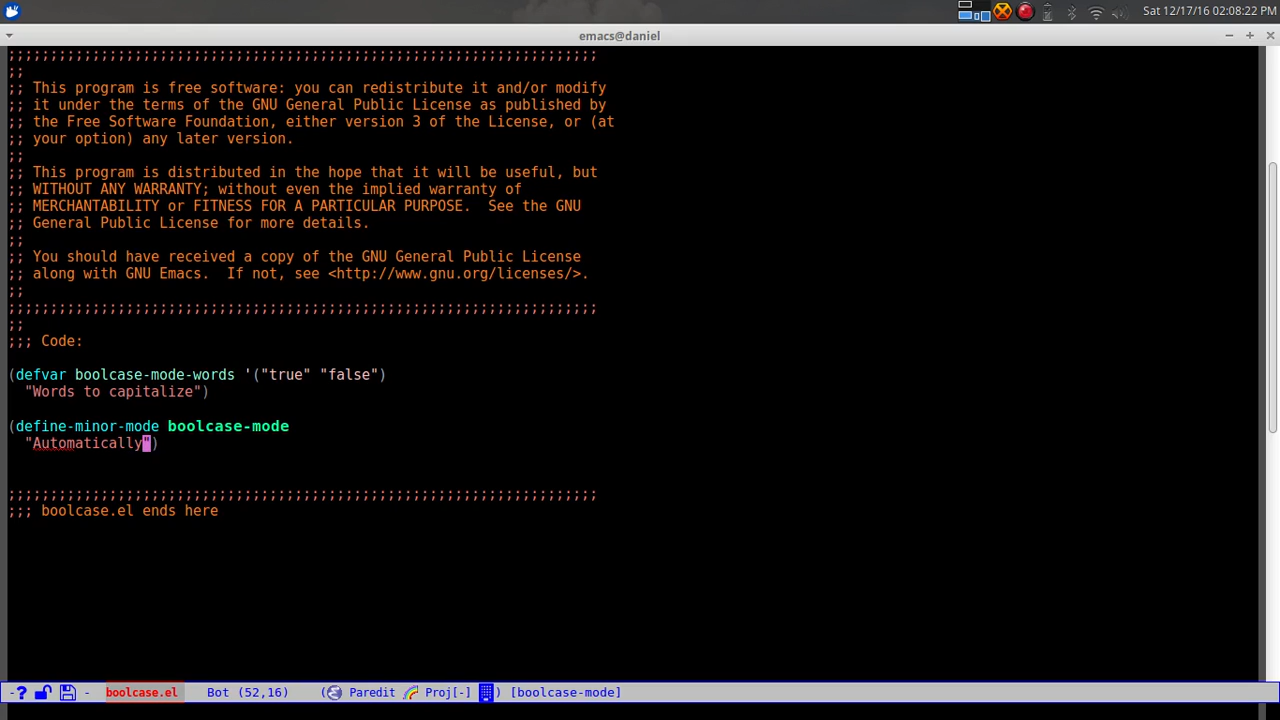 Sat 12/17/16 02:08:22 PM
emacs@daniel
;;;;;;;;;;;;;;;;;;;;;;;;;;;;;;;;;;;;;;;;;;;;;;;;;;;;;;;;;;;;;;;;;;;;;;
;;
;; This program is free software: you can redistribute it and/or modify
;; it under the terms of the GNU General Public License as published by
;; the Free Software Foundation, either version 3 of the License, or (at
;; your option) any later version.
;;
;; This program is distributed in the hope that it will be useful, but
;; WITHOUT ANY WARRANTY; without even the implied warranty of
;; MERCHANTABILITY or FITNESS FOR A PARTICULAR PURPOSE.  See the GNU
;; General Public License for more details.
;;
;; You should have received a copy of the GNU General Public License
;; along with GNU Emacs.  If not, see <http://www.gnu.org/licenses/>.
;;
;;;;;;;;;;;;;;;;;;;;;;;;;;;;;;;;;;;;;;;;;;;;;;;;;;;;;;;;;;;;;;;;;;;;;;
;;
;;; Code:
(defvar boolcase-mode-words '("true" "false")
  "Words to capitalize")
(define-minor-mode boolcase-mode
  "Automatically")
;;;;;;;;;;;;;;;;;;;;;;;;;;;;;;;;;;;;;;;;;;;;;;;;;;;;;;;;;;;;;;;;;;;;;;
;;; boolcase.el ends here
-? - boolcase.el Bot (52,16) ( Paredit Proj[-] ) [boolcase-mode]